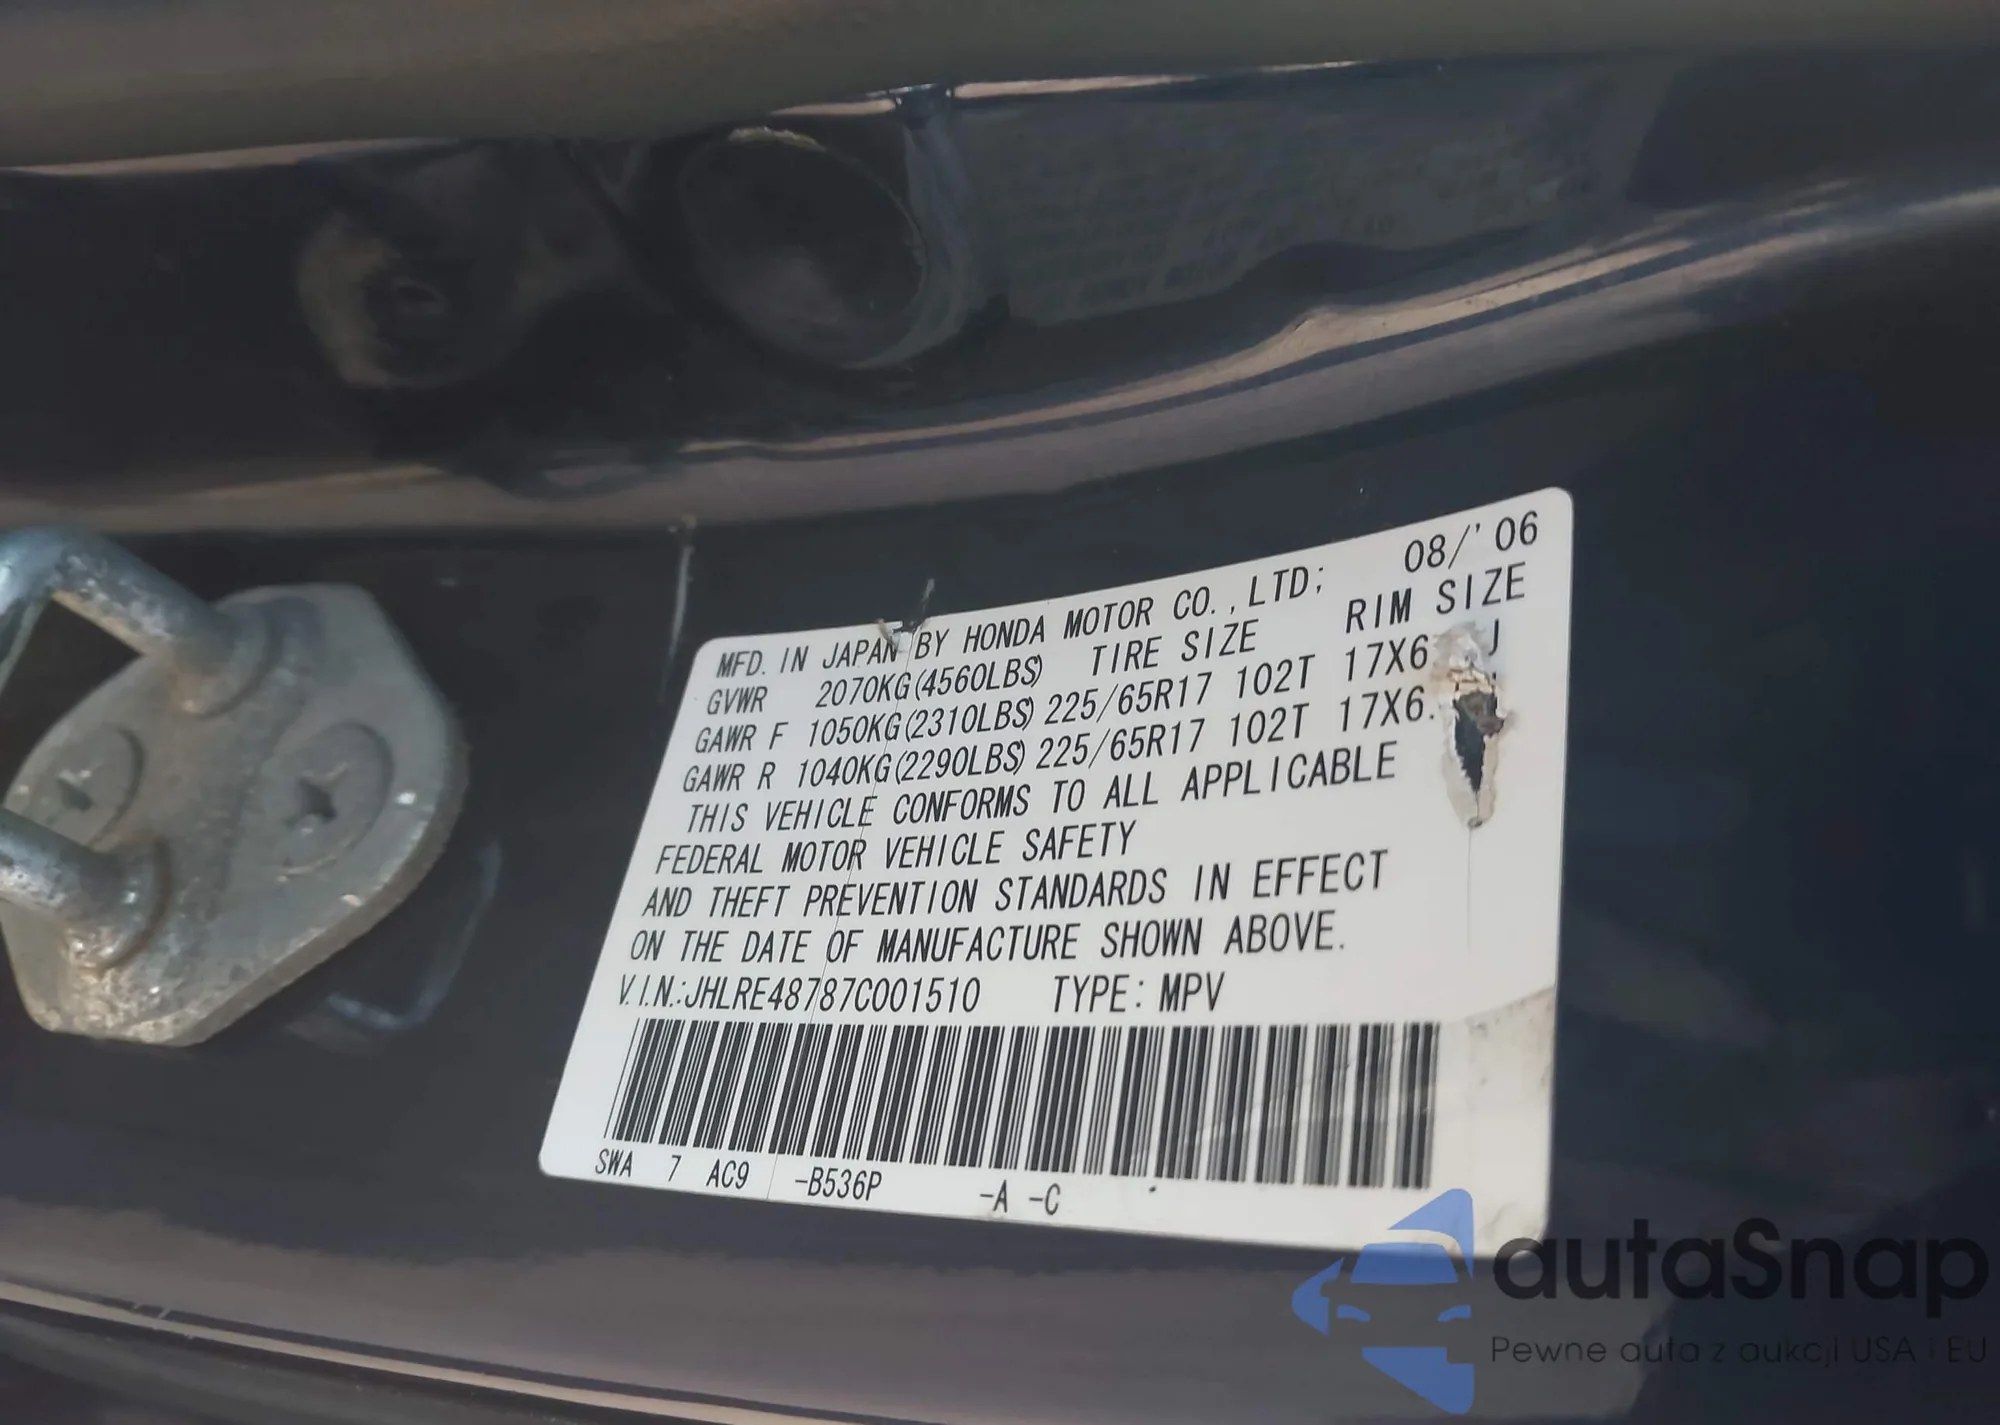 MFD. IN JAPAN BY HONDA MOTOR CO.,LTD; 08/'06
GVWR 2070KG(4560LBS) TIRE SIZE RIM SIZE
GAWR F 1050KG(2310LBS) 225/65R17 102T 17X6 J
GAWR R 1040KG(2290LBS) 225/65R17 102T 17X6.
THIS VEHICLE CONFORMS TO ALL APPLICABLE
FEDERAL MOTOR VEHICLE SAFETY
AND THEFT PREVENTION STANDARDS IN EFFECT
ON THE DATE OF MANUFACTURE SHOWN ABOVE.
V.I.N.:JHLRE48787C001510 TYPE: MPV
SWA 7 AC9 -B536P -A -C
autaSnap
Pewne auta z aukcji USA i EU